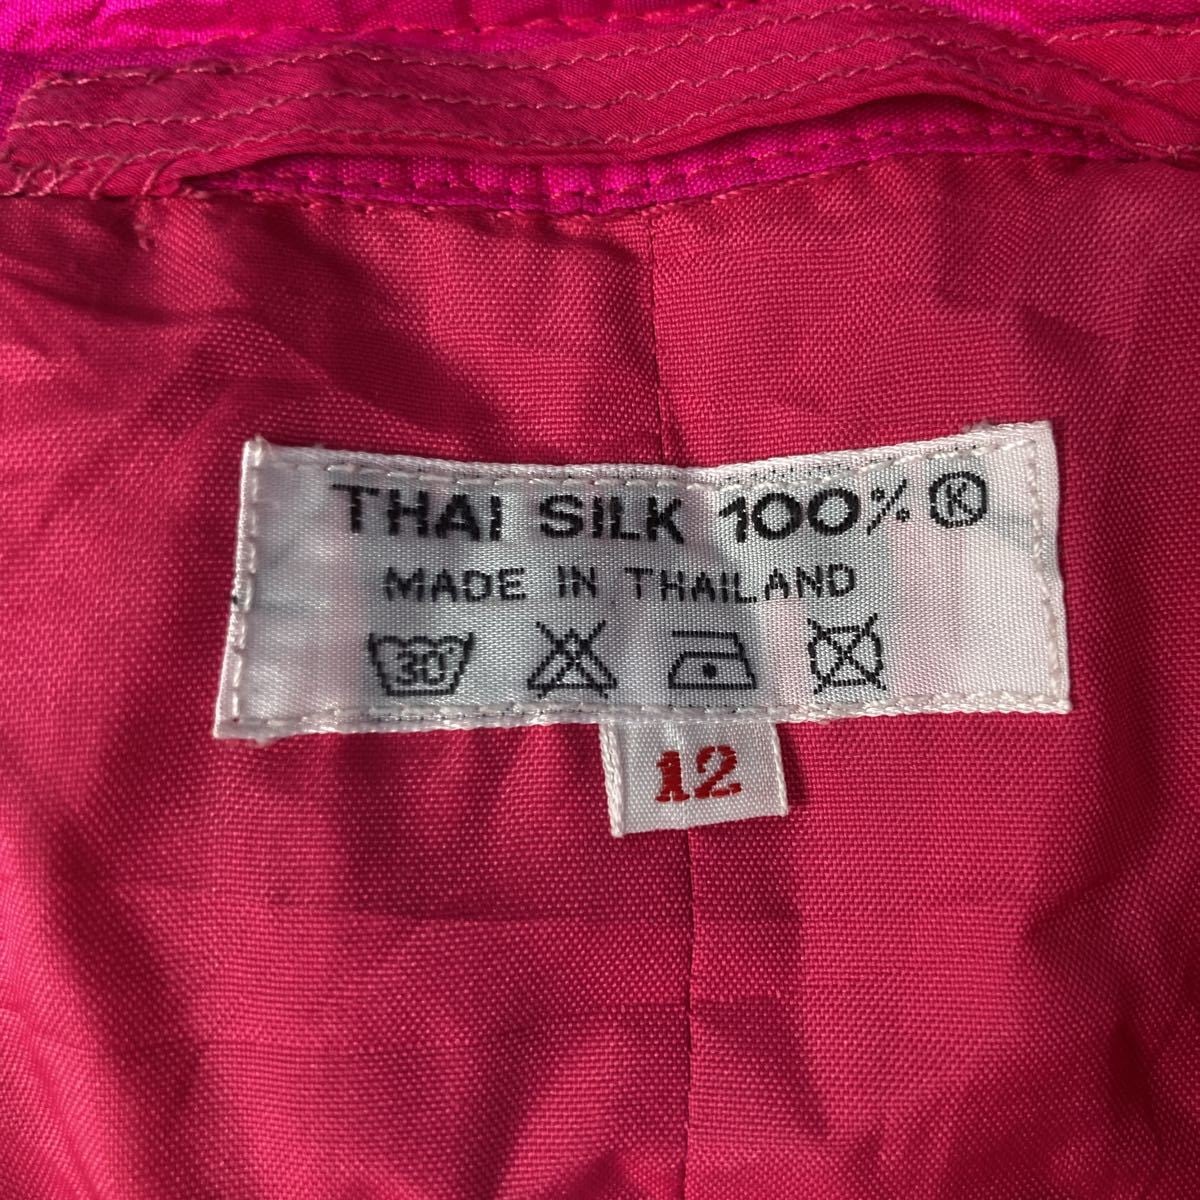 THAI SILK 100% Ⓚ
MADE IN THAILAND
30°
12